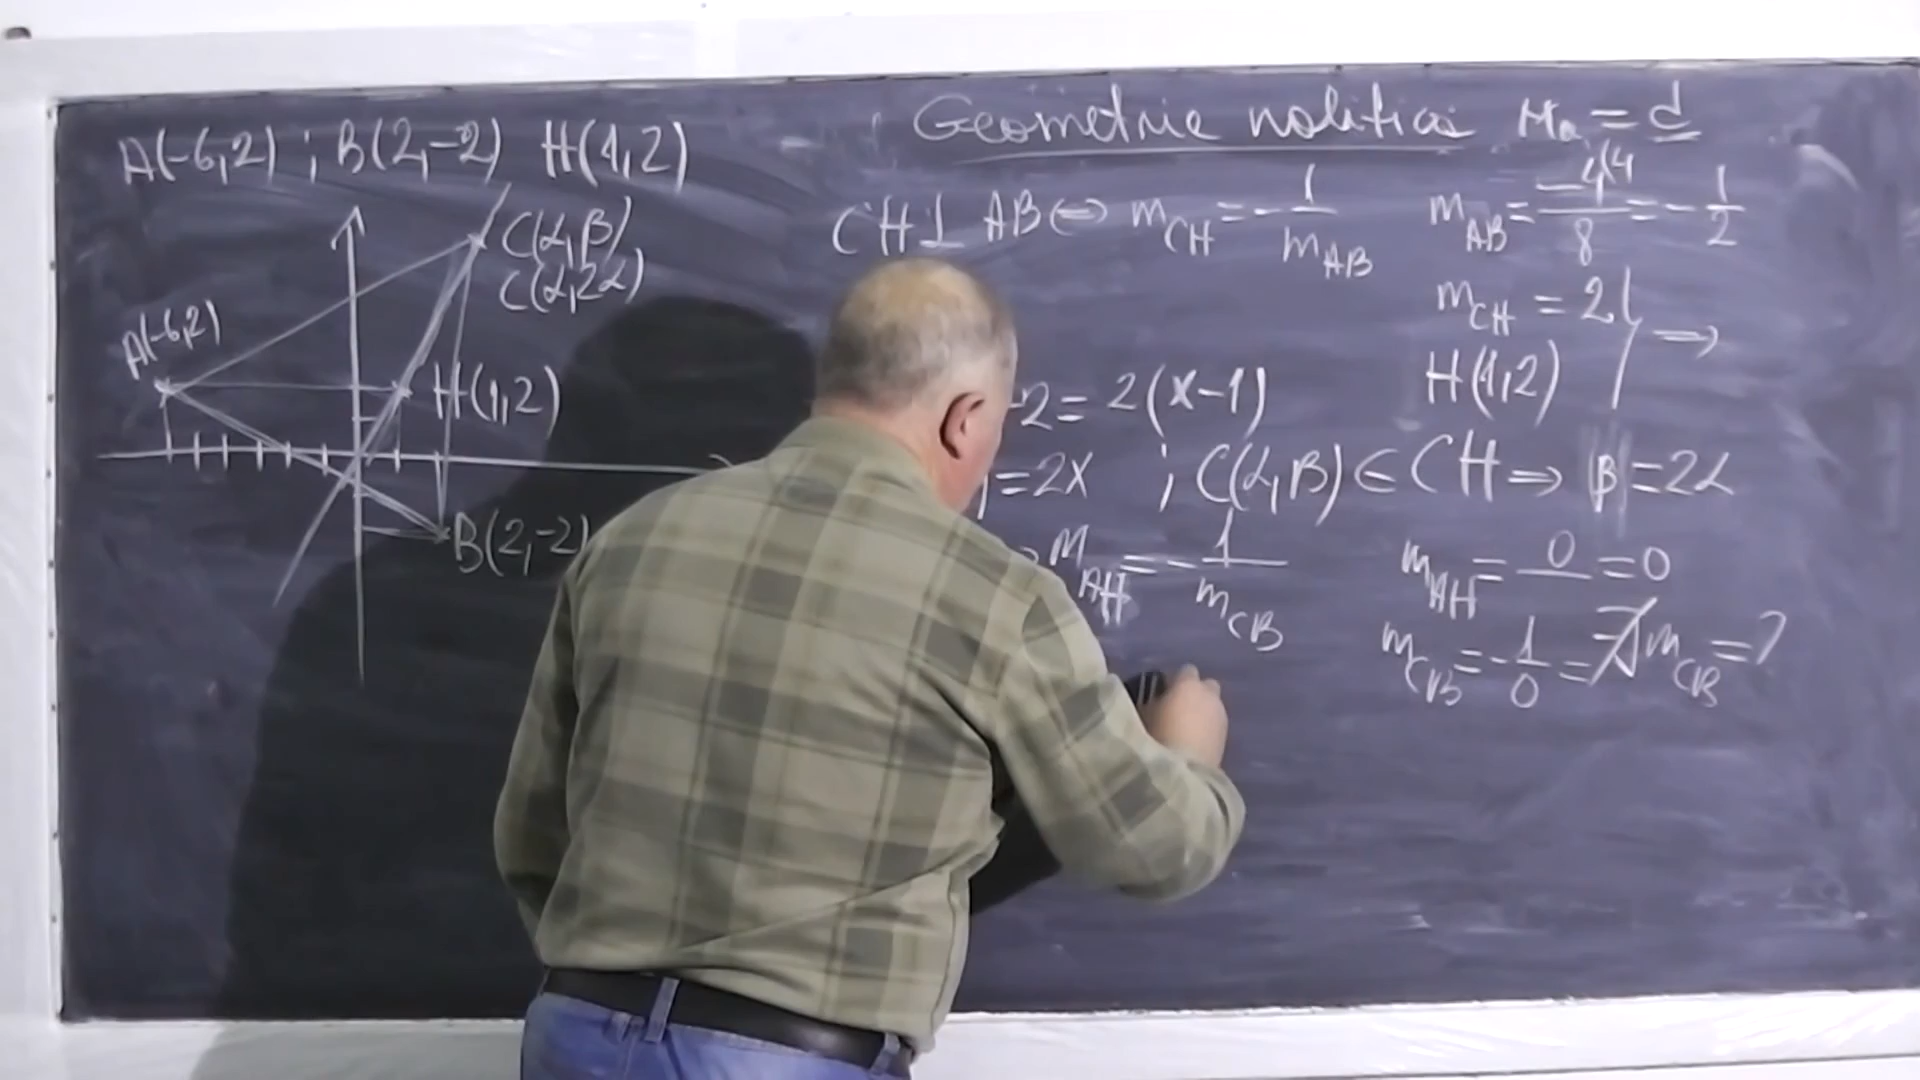 A(-6,2) ; B(2,-2) H(1,2)
C(α,β)
C(α,2α)
A(-6,2)
H(1,2)
B(2,-2)
Geometrie
CH⊥AB⇔ m_CH = -1/m_AB
m_AB = -4/8 = -1/2
m_CH = 2
H(1,2) ⇒
-2=2(x-1)
=2x ; C(α,β)∈CH⇒ β=2α
m_AH = -1/m_CB
m_AH = 0/ =0
m_CB = -1/0 = ∄ m_CB = ?